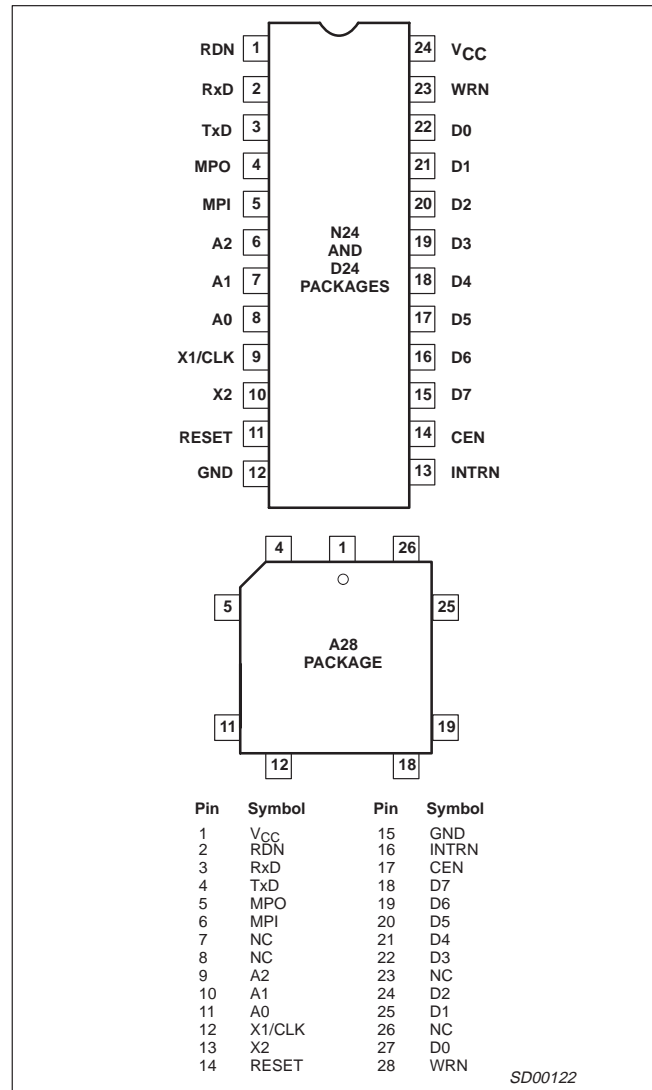 RDN 1 24 VCC
RxD 2 23 WRN
TxD 3 22 D0
MPO 4 21 D1
MPI 5 20 D2
A2 6 19 D3
A1 7 18 D4
A0 8 17 D5
X1/CLK 9 16 D6
X2 10 15 D7
RESET 11 14 CEN
GND 12 13 INTRN
N24
AND
D24
PACKAGES
4 1 26
5 25
A28
PACKAGE
11 19
12 18
Pin Symbol Pin Symbol
1 VCC 15 GND
2 RDN 16 INTRN
3 RxD 17 CEN
4 TxD 18 D7
5 MPO 19 D6
6 MPI 20 D5
7 NC 21 D4
8 NC 22 D3
9 A2 23 NC
10 A1 24 D2
11 A0 25 D1
12 X1/CLK 26 NC
13 X2 27 D0
14 RESET 28 WRN
SD00122